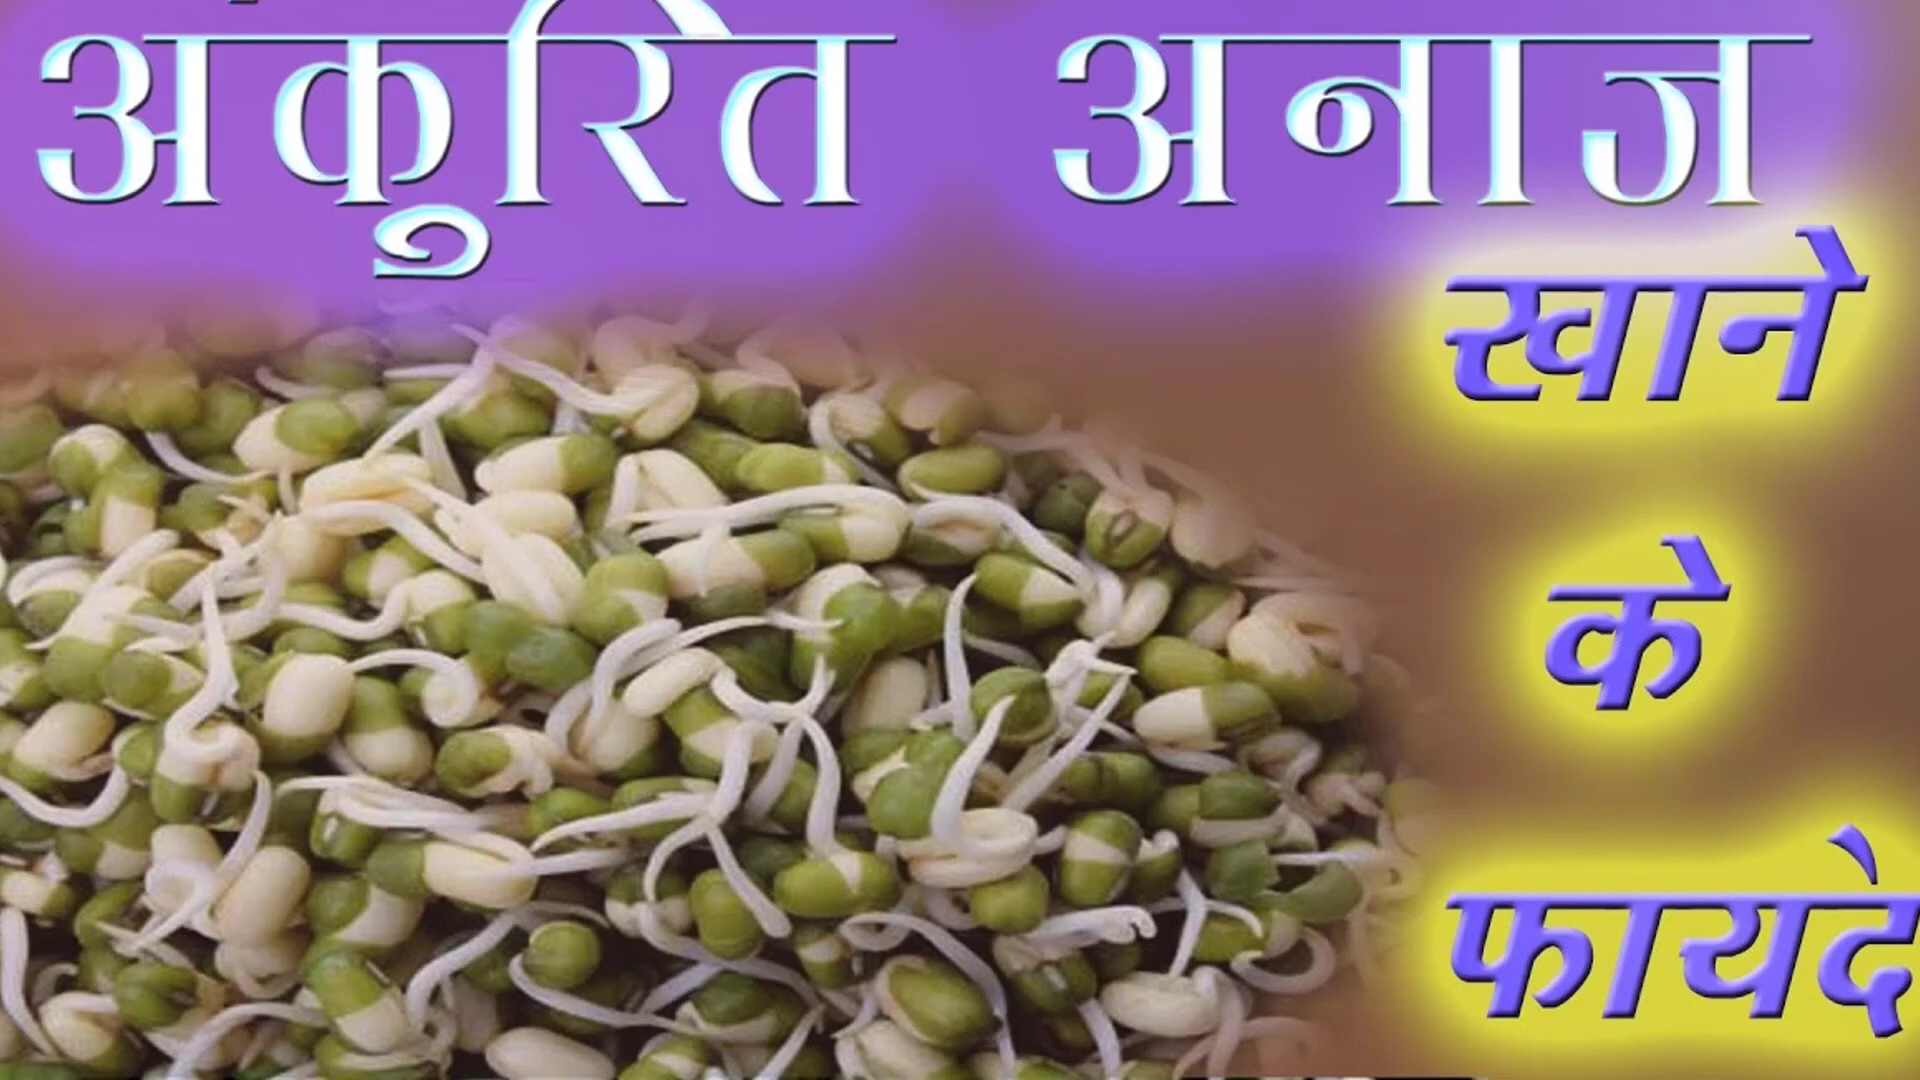 अंकुरित अनाज
खाने
के
फायदे